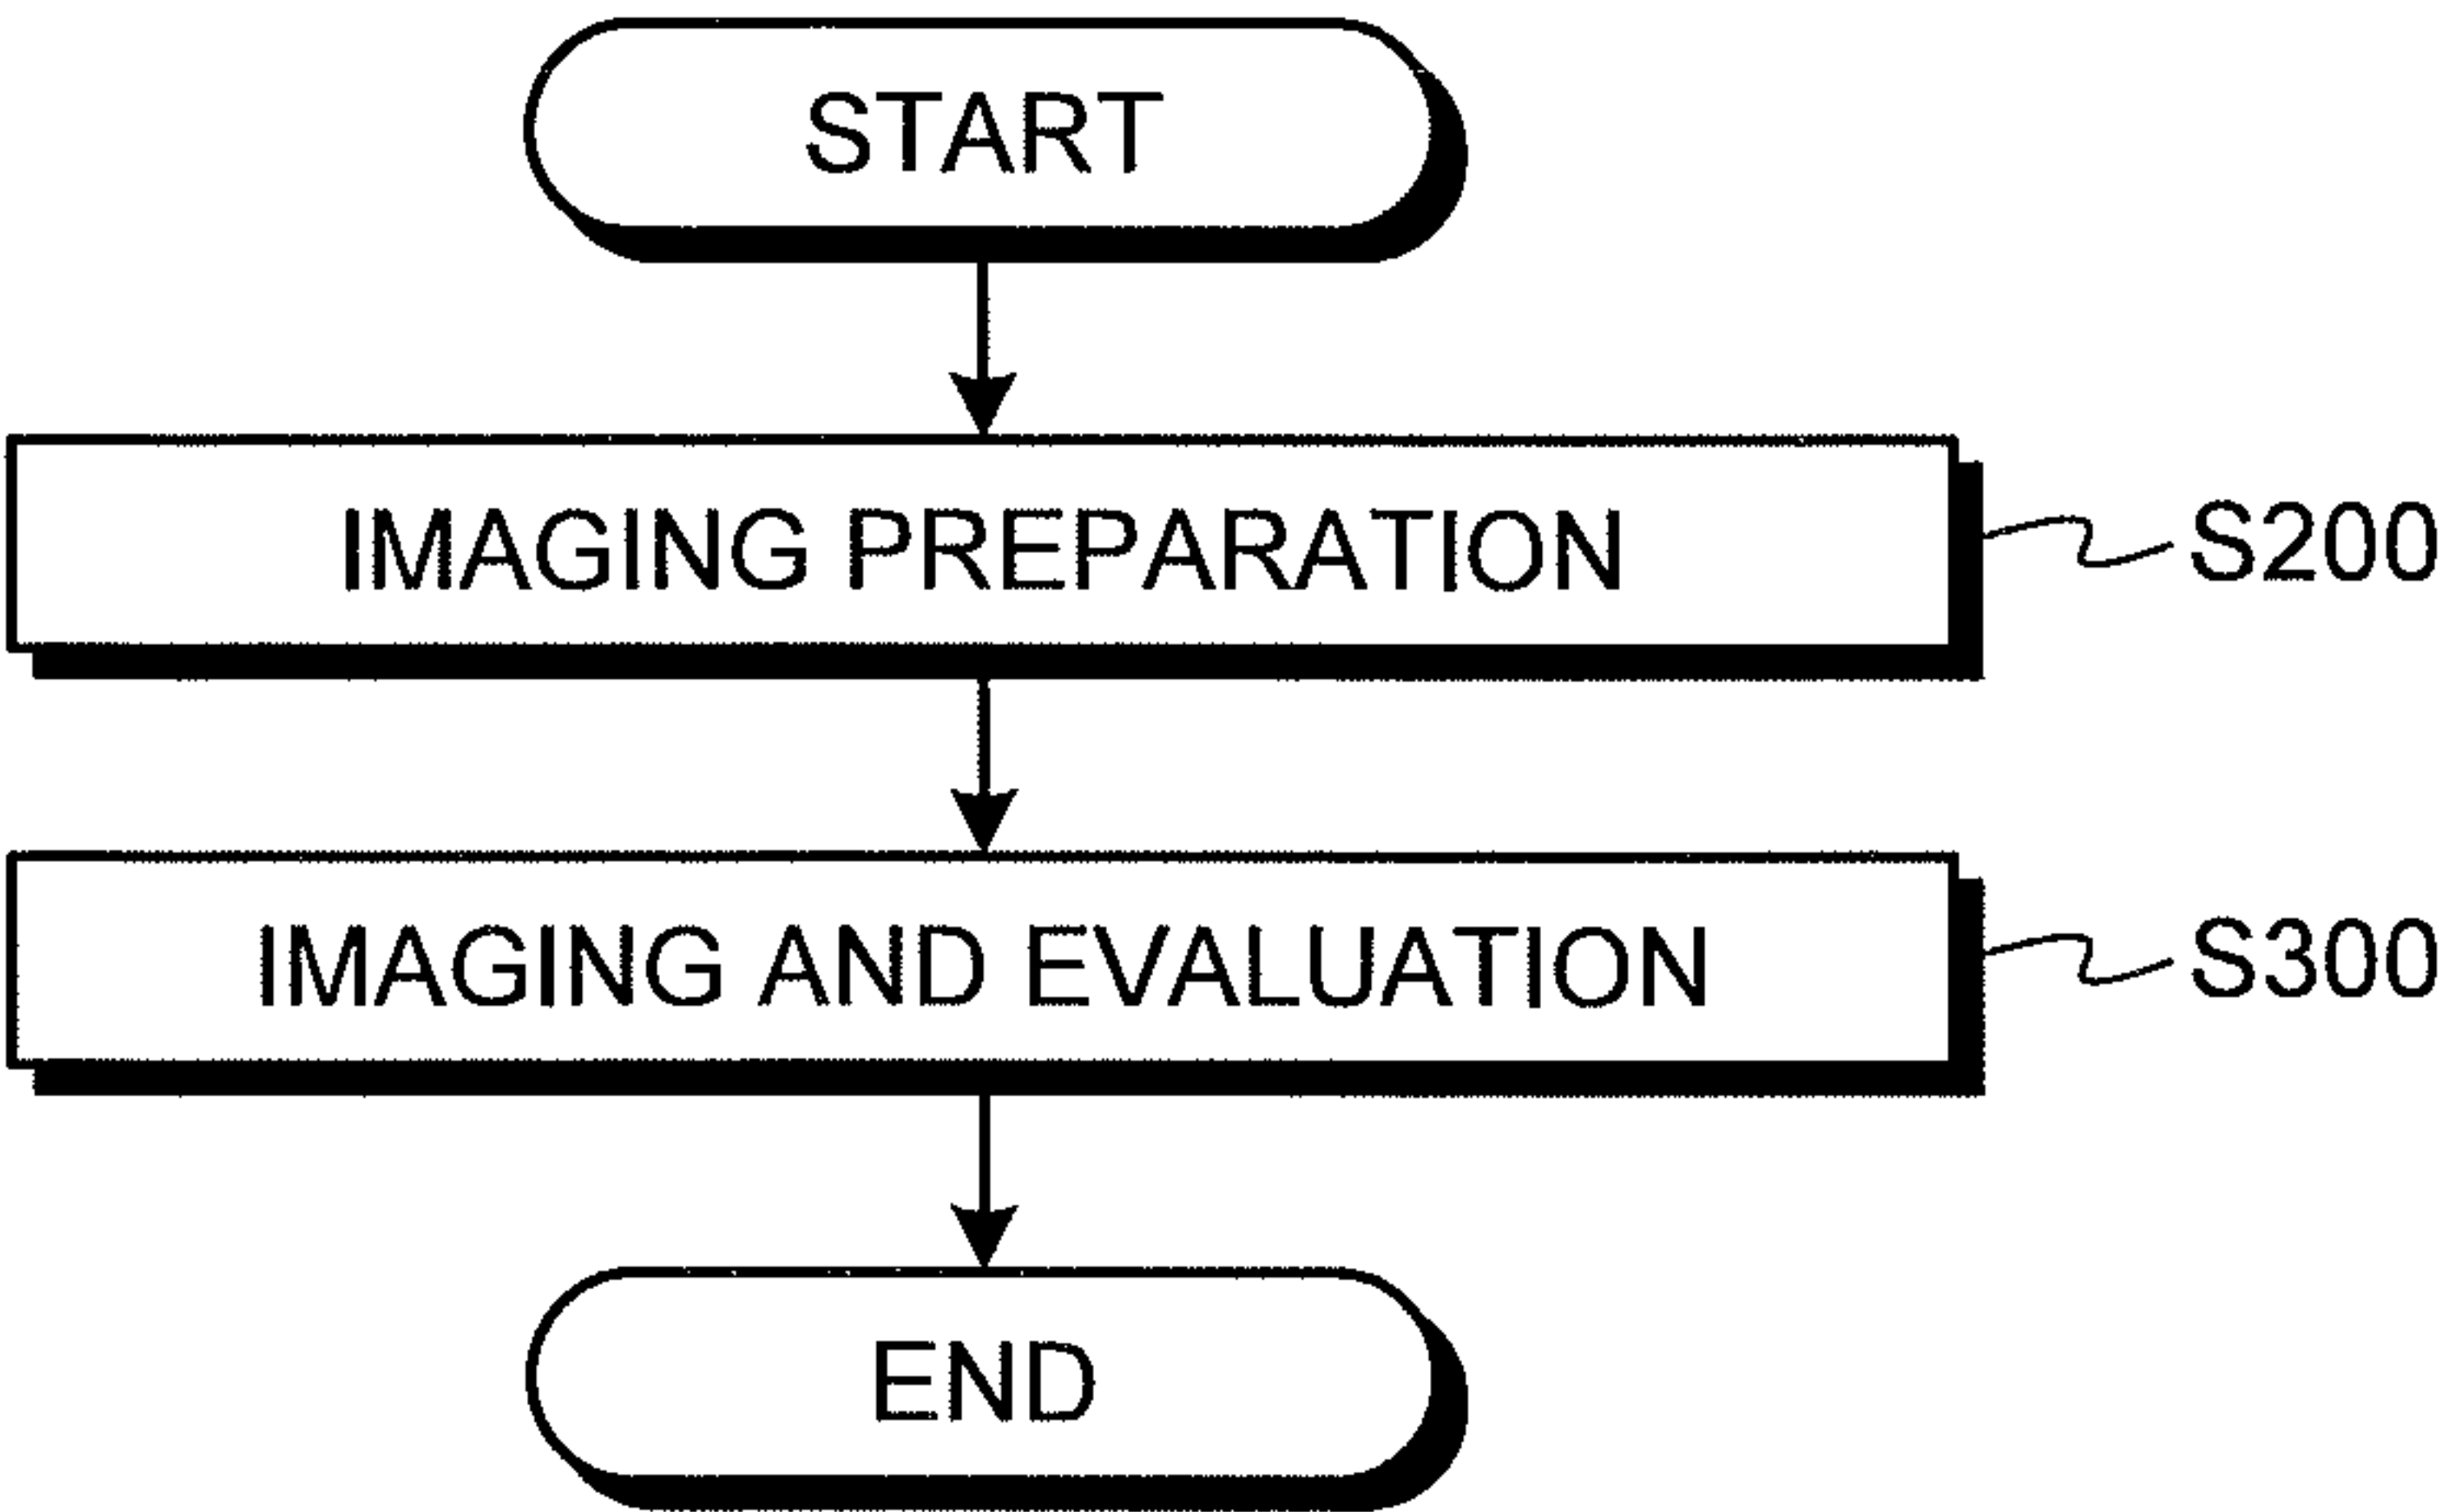 START
IMAGING PREPARATION
S200
IMAGING AND EVALUATION
S300
END